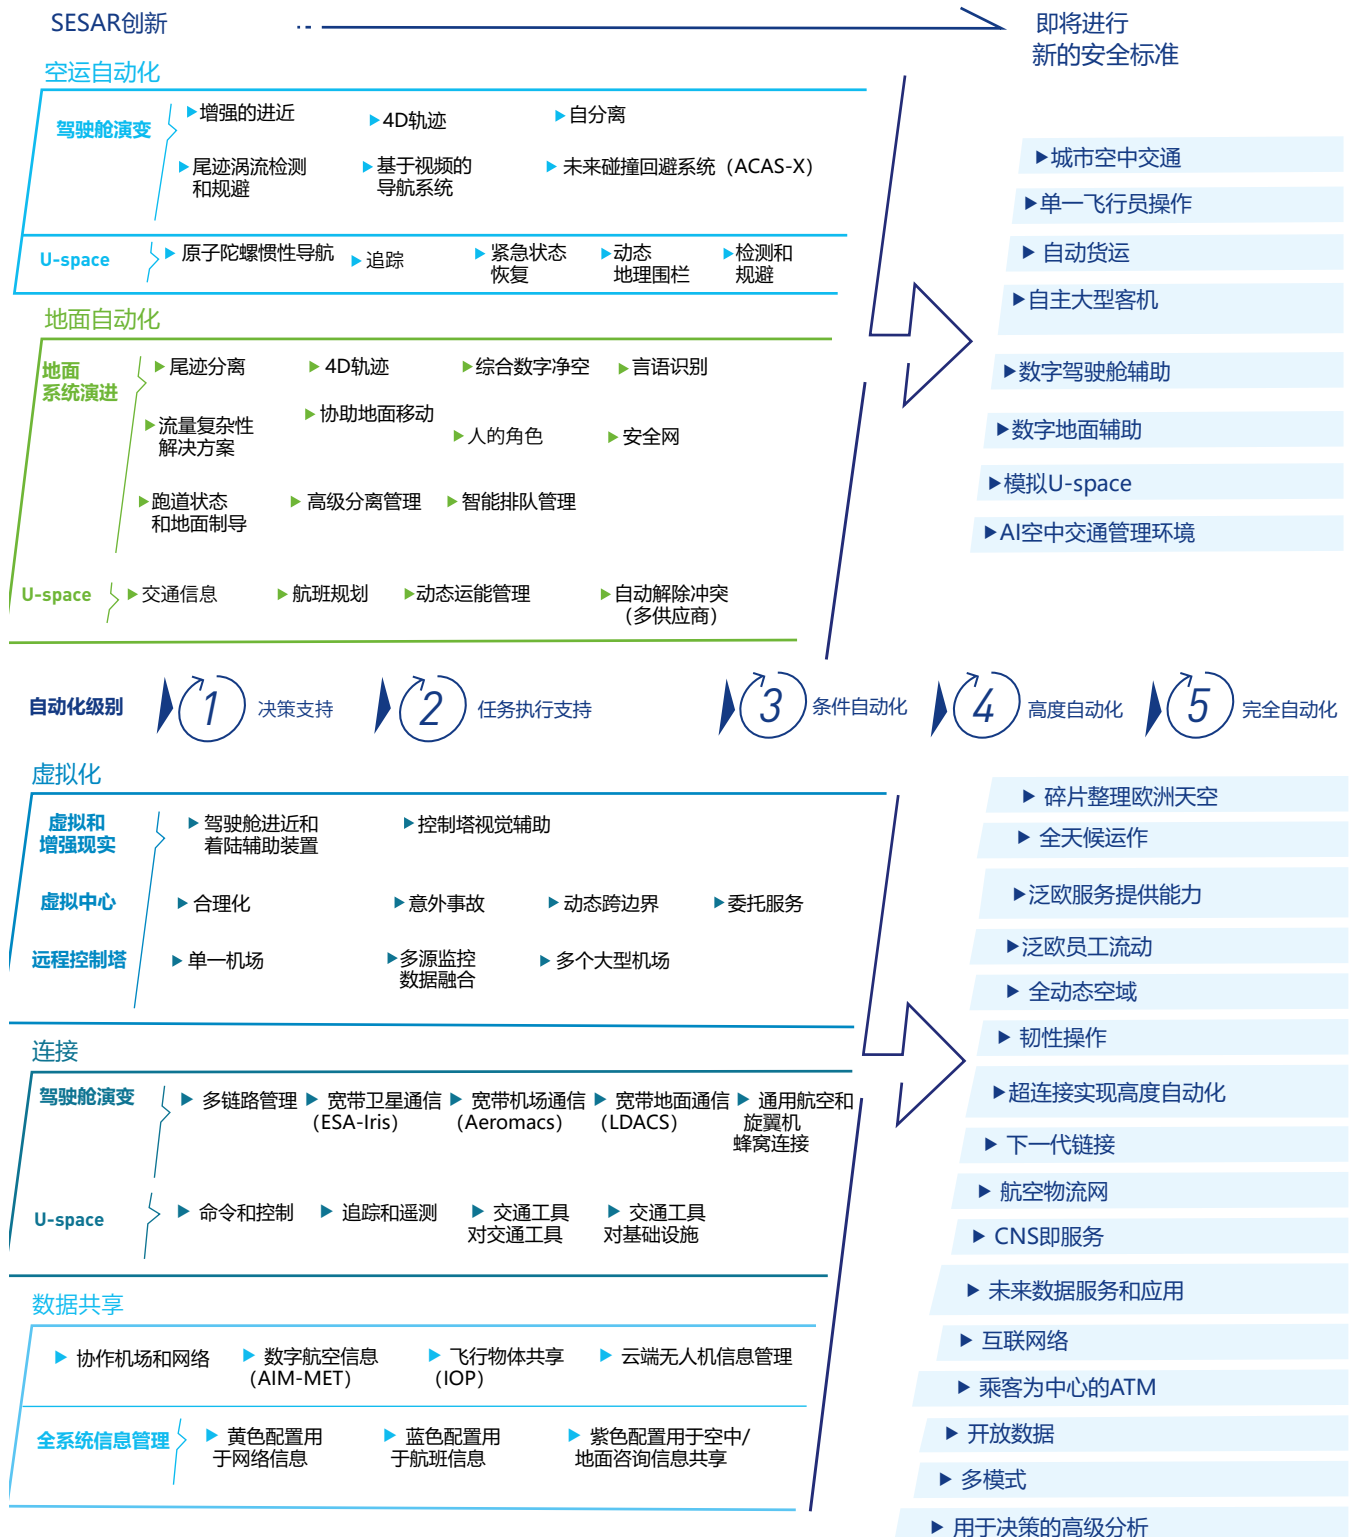 SESAR创新
即将进行
新的安全标准
空运自动化
驾驶舱演变
增强的进近
4D轨迹
自分离
尾迹涡流检测
和规避
基于视频的
导航系统
未来碰撞回避系统（ACAS-X）
U-space
原子陀螺惯性导航
追踪
紧急状态
恢复
动态
地理围栏
检测和
规避
地面自动化
地面
系统演进
尾迹分离
4D轨迹
综合数字净空
言语识别
流量复杂性
解决方案
协助地面移动
人的角色
安全网
跑道状态
和地面制导
高级分离管理
智能排队管理
U-space
交通信息
航班规划
动态运能管理
自动解除冲突
（多供应商）
城市空中交通
单一飞行员操作
自动货运
自主大型客机
数字驾驶舱辅助
数字地面辅助
模拟U-space
AI空中交通管理环境
自动化级别
1 决策支持
2 任务执行支持
3 条件自动化
4 高度自动化
5 完全自动化
虚拟化
虚拟和
增强现实
驾驶舱进近和
着陆辅助装置
控制塔视觉辅助
虚拟中心
合理化
意外事故
动态跨边界
委托服务
远程控制塔
单一机场
多源监控
数据融合
多个大型机场
连接
驾驶舱演变
多链路管理
宽带卫星通信
（ESA-Iris）
宽带机场通信
（Aeromacs）
宽带地面通信
（LDACS）
通用航空和
旋翼机
蜂窝连接
U-space
命令和控制
追踪和遥测
交通工具
对交通工具
交通工具
对基础设施
数据共享
协作机场和网络
数字航空信息
（AIM-MET）
飞行物体共享
（IOP）
云端无人机信息管理
全系统信息管理
黄色配置用
于网络信息
蓝色配置用
于航班信息
紫色配置用于空中/
地面咨询信息共享
碎片整理欧洲天空
全天候运作
泛欧服务提供能力
泛欧员工流动
全动态空域
韧性操作
超连接实现高度自动化
下一代链接
航空物流网
CNS即服务
未来数据服务和应用
互联网络
乘客为中心的ATM
开放数据
多模式
用于决策的高级分析